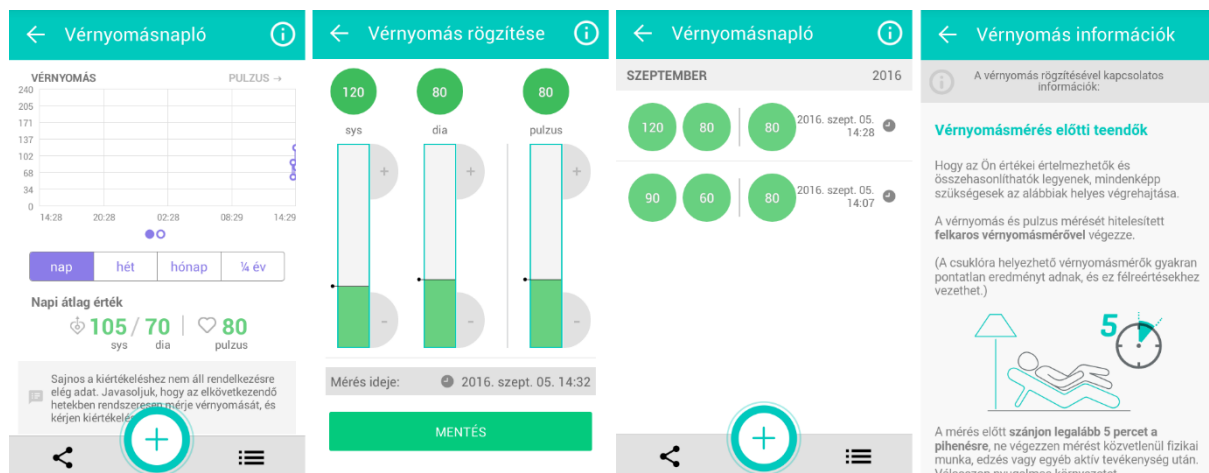 Vérnyomásnapló
VÉRNYOMÁS
PULZUS →
240
205
171
137
102
68
34
0
14:28 20:28 02:28 08:29 14:29
nap hét hónap ¼ év
Napi átlag érték
105 / 70 80
sys dia pulzus
Sajnos a kiértékeléshez nem áll rendelkezésre
elég adat. Javasoljuk, hogy az elkövetkezendő
hetekben rendszeresen mérje vérnyomását, és
kérjen kiértékelés
+
Vérnyomás rögzítése
120 80 80
sys dia pulzus
+ + +
- - -
Mérés ideje: 2016. szept. 05. 14:32
MENTÉS
Vérnyomásnapló
SZEPTEMBER 2016
120 80 80 2016. szept. 05.
14:28
90 60 80 2016. szept. 05.
14:07
+
Vérnyomás információk
A vérnyomás rögzítésével kapcsolatos
információk:
Vérnyomásmérés előtti teendők
Hogy az Ön értékei értelmezhetők és
összehasonlíthatók legyenek, mindenképp
szükségesek az alábbiak helyes végrehajtása.
A vérnyomás és pulzus mérését hitelesített
felkaros vérnyomásmérővel végezze.
(A csuklóra helyezhető vérnyomásmérők gyakran
pontatlan eredményt adnak, és ez félreértésekhez
vezethet.)
5
A mérés előtt szánjon legalább 5 percet a
pihenésre, ne végezzen mérést közvetlenül fizikai
munka, edzés vagy egyéb aktív tevékenység után.